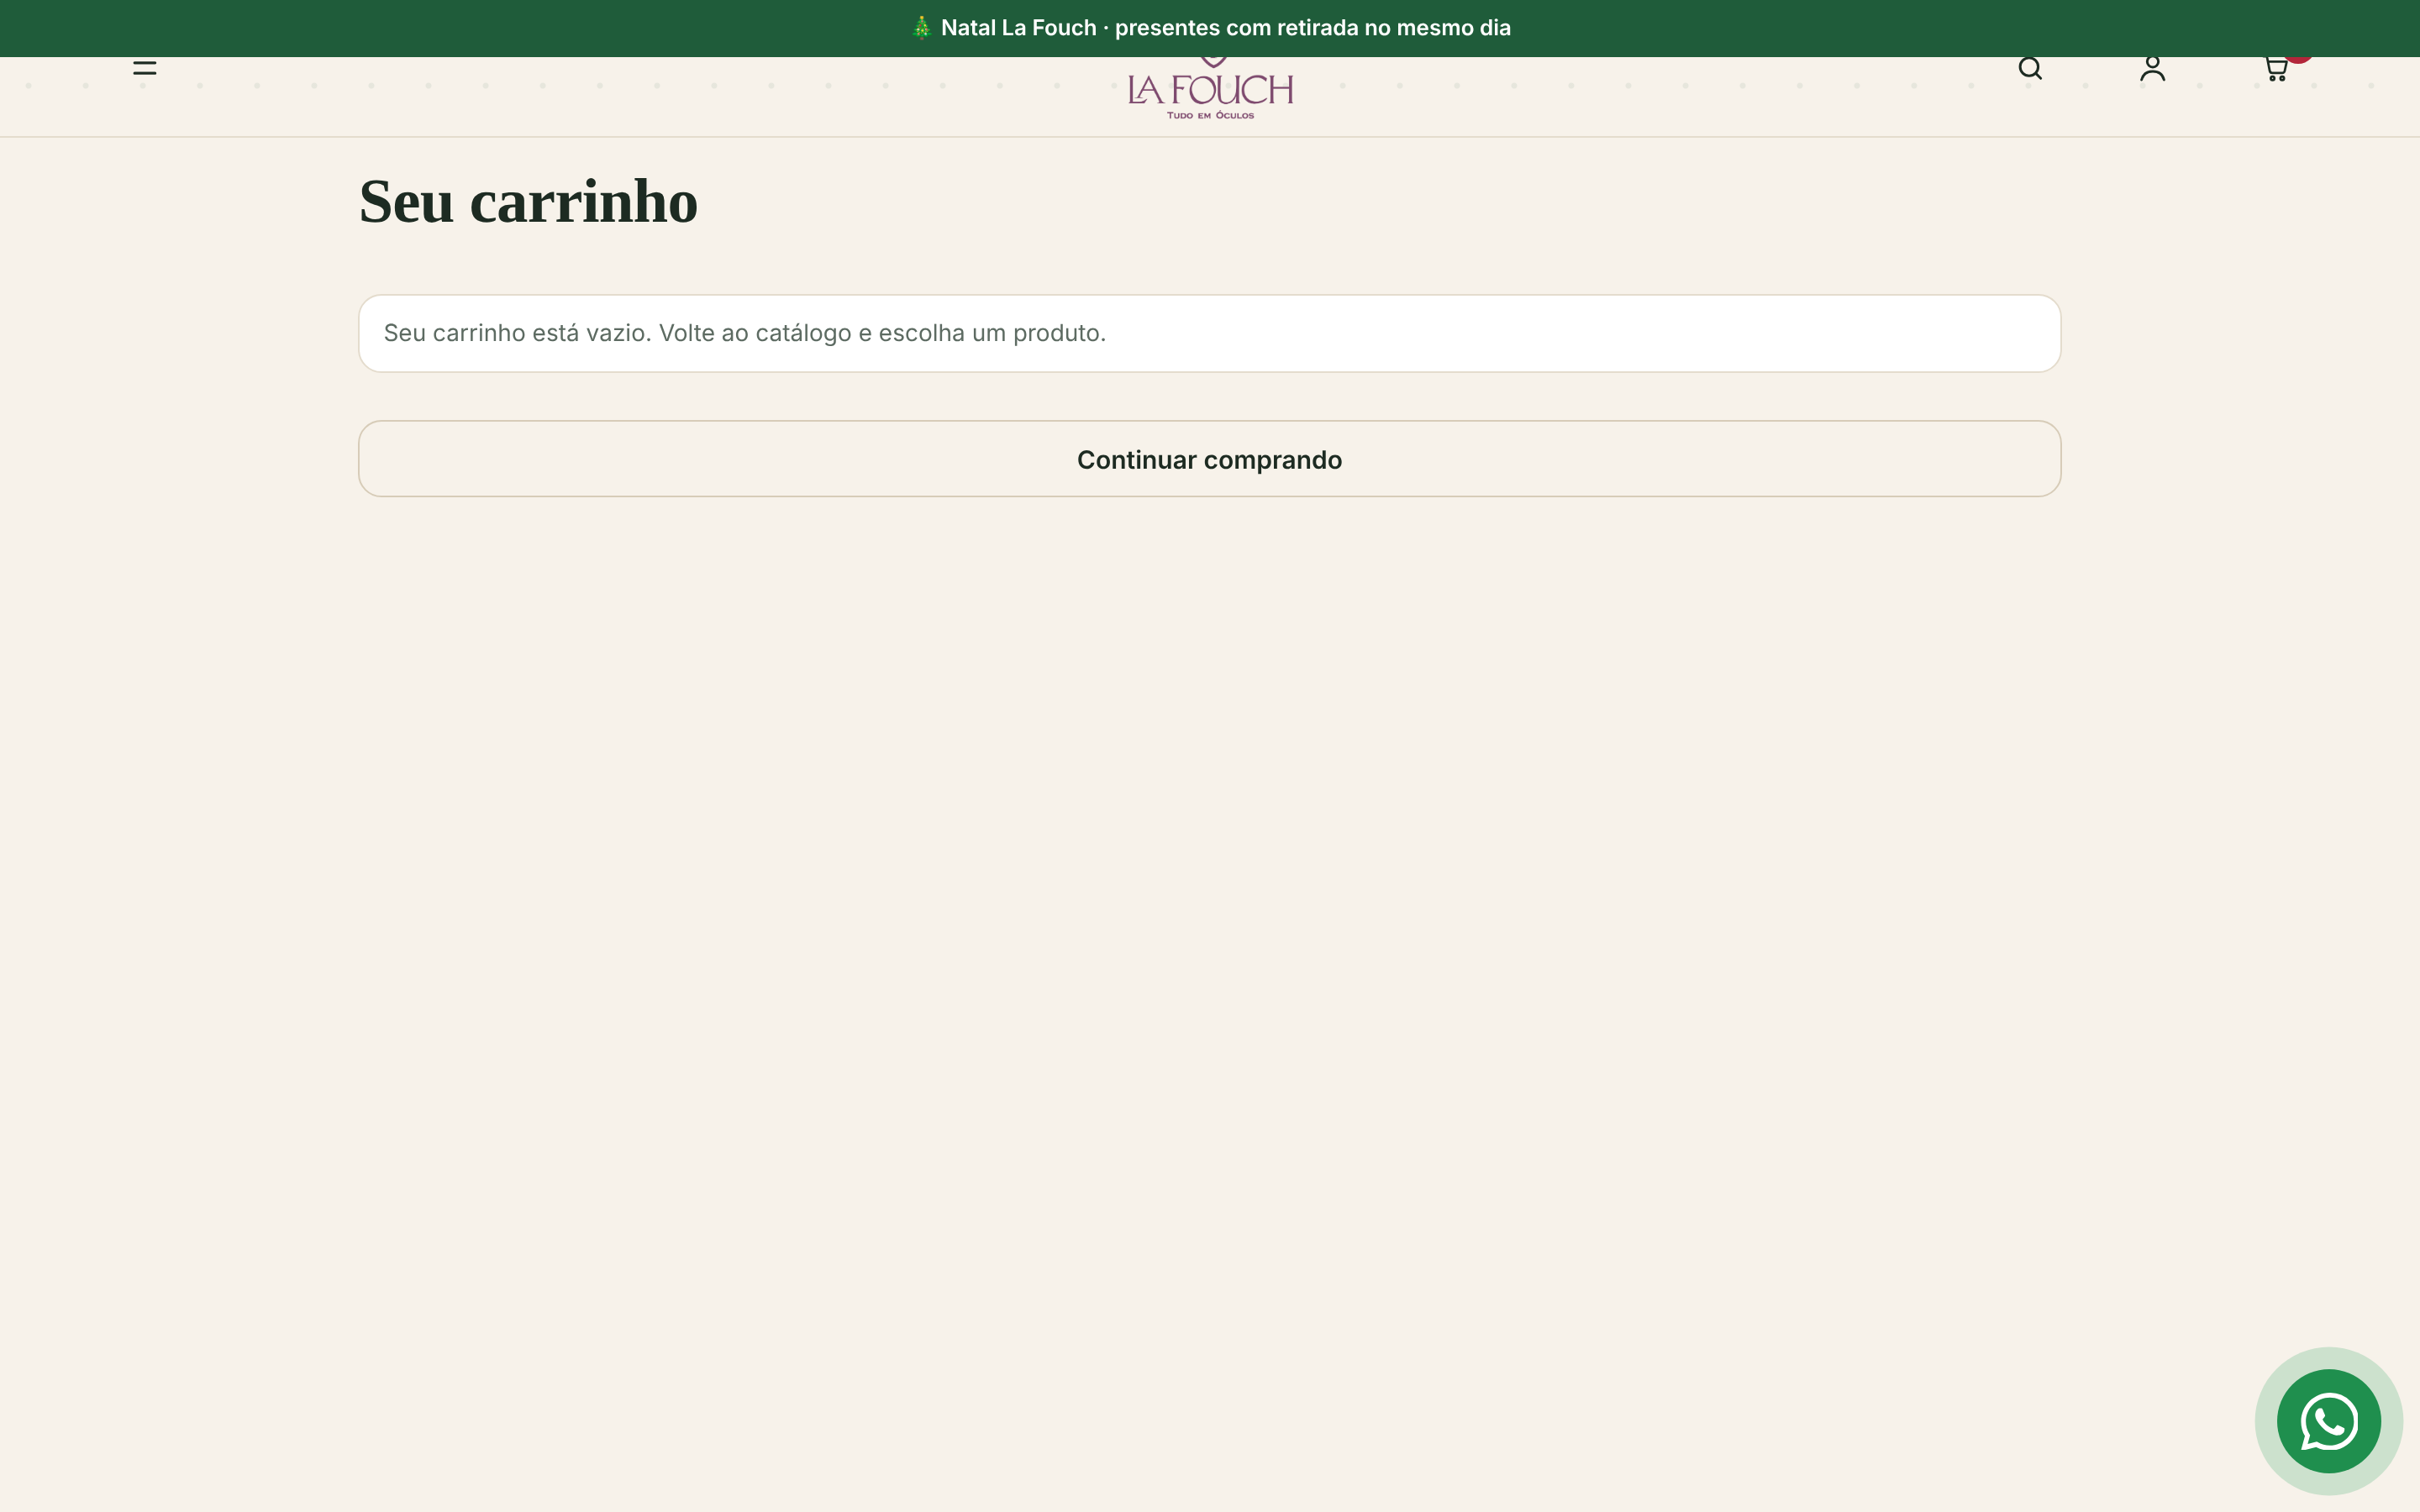 🎄 Natal La Fouch · presentes com retirada no mesmo dia
LA FOUCH
TUDO EM ÓCULOS
Seu carrinho
Seu carrinho está vazio. Volte ao catálogo e escolha um produto.
Continuar comprando